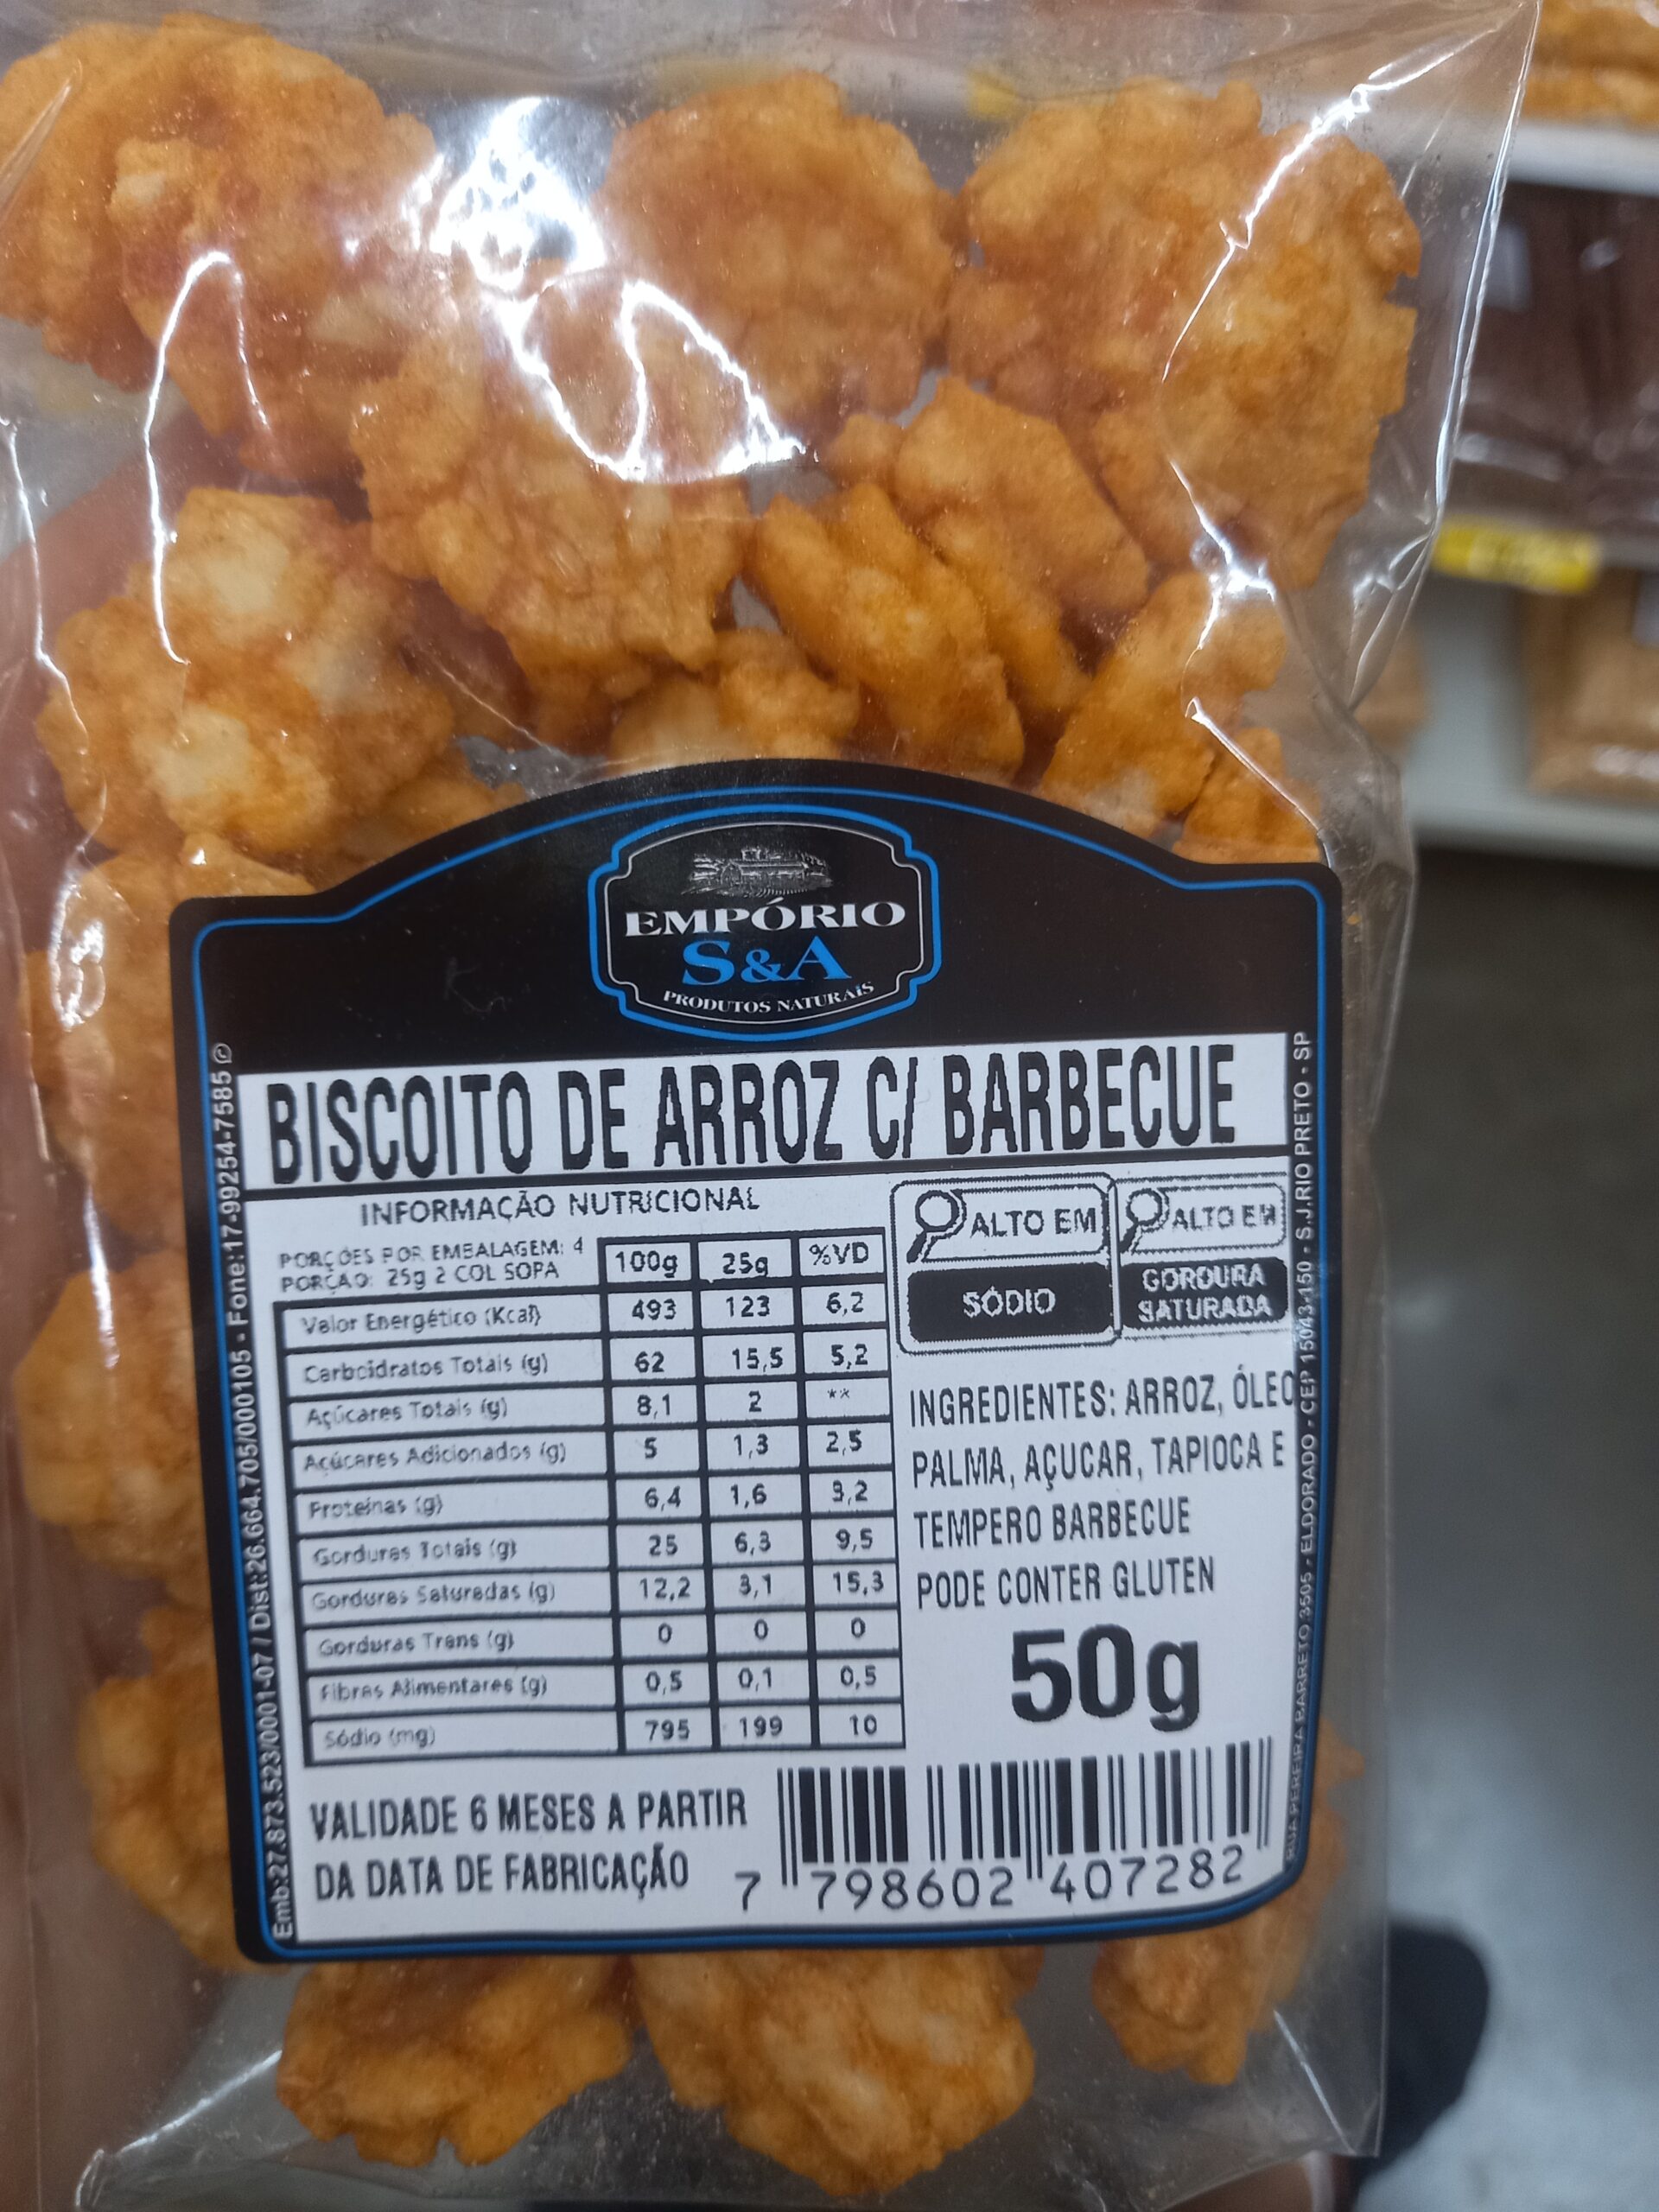 EMPÓRIO
S&A
PRODUTOS NATURAIS
BISCOITO DE ARROZ C/ BARBECUE
INFORMAÇÃO NUTRICIONAL
PORÇÕES POR EMBALAGEM: 4
PORÇAO: 25g 2 COL SOPA
100g 25g %VD
Valor Energético (Kcal) 493 123 6,2
Carboidratos Totais (g) 62 15,5 5,2
Açúcares Totais (g) 8,1 2 **
Açúcares Adicionados (g) 5 1,3 2,5
Proteínas (g) 6,4 1,6 3,2
Gorduras Totais (g) 25 6,3 9,5
Gorduras Saturadas (g) 12,2 3,1 15,3
Gorduras Trans (g) 0 0 0
Fibras Alimentares (g) 0,5 0,1 0,5
Sódio (mg) 795 199 10
ALTO EM
SÓDIO
ALTO EM
GORDURA
SATURADA
INGREDIENTES: ARROZ, ÓLEO
PALMA, AÇUCAR, TAPIOCA E
TEMPERO BARBECUE
PODE CONTER GLUTEN
50g
VALIDADE 6 MESES A PARTIR
DA DATA DE FABRICAÇÃO
7 798602 407282
Emb:27.873.523/0001-07 / Dist:26.664.705/000105 - Fone:17-99254-7585 ©
RUA PEREIRA BARRETO 3505 - ELDORADO - CEP 15043-150 - S.J.RIO PRETO - SP